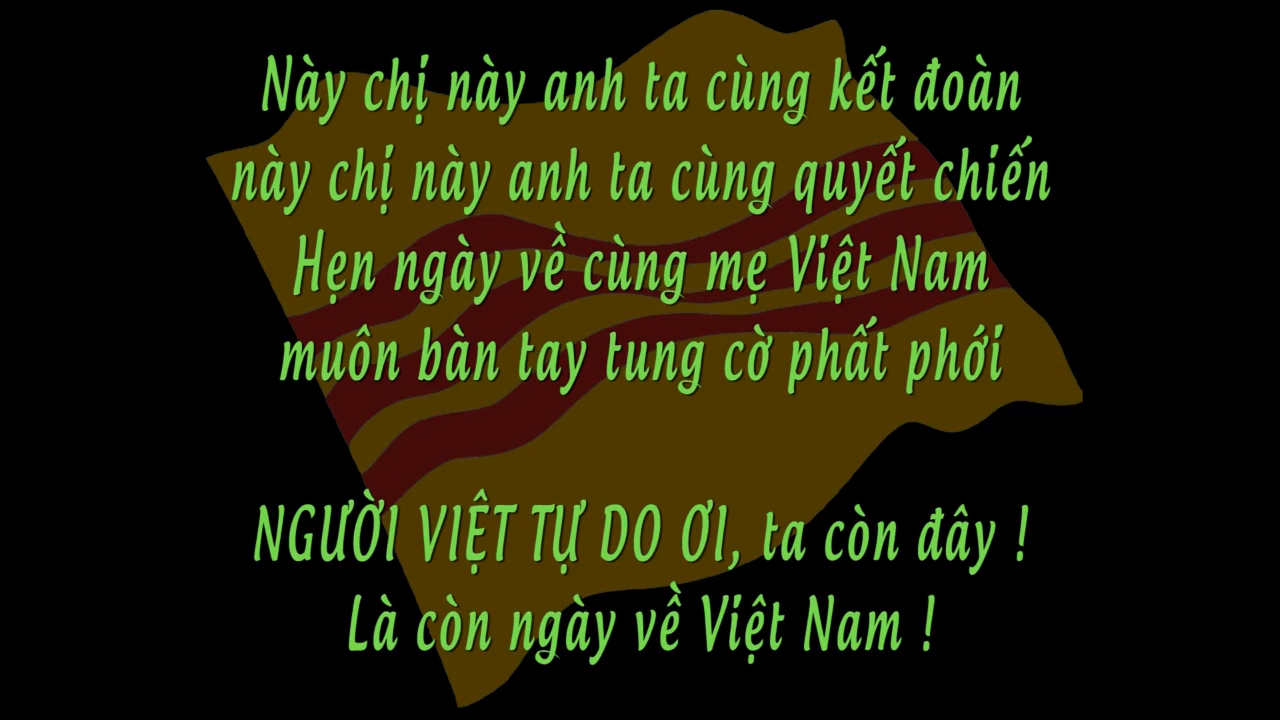 Này chị này anh ta cùng kết đoàn
này chị này anh ta cùng quyết chiến
Hẹn ngày về cùng mẹ Việt Nam
muôn bàn tay tung cờ phất phới
NGƯỜI VIỆT TỰ DO ƠI, ta còn đây !
Là còn ngày về Việt Nam !